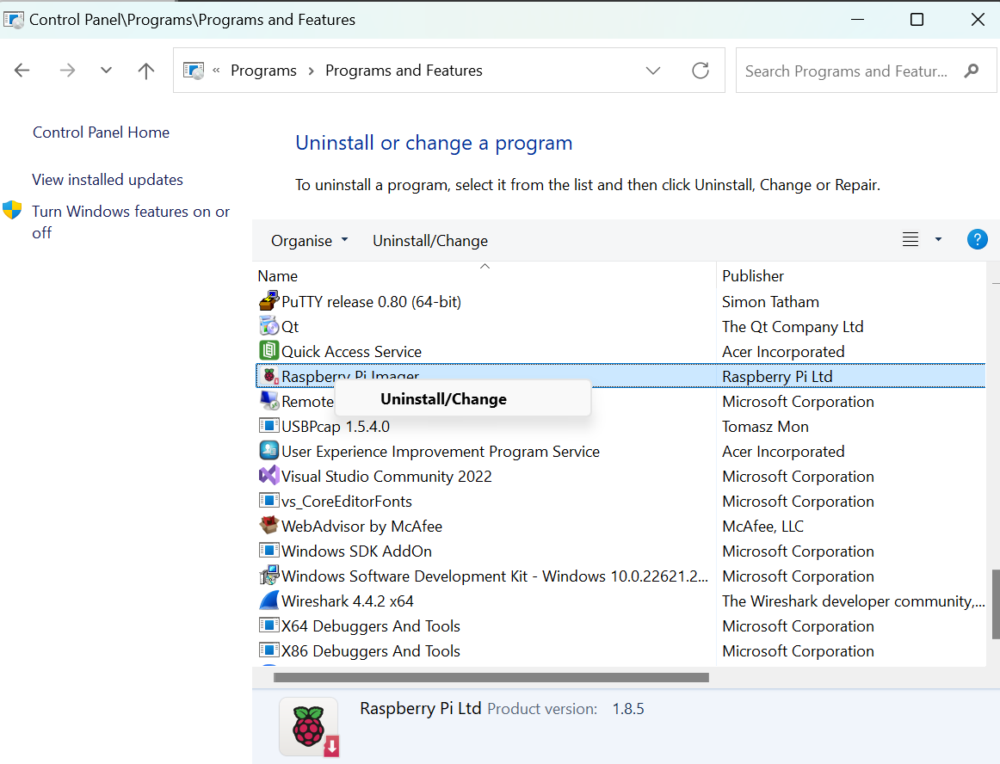 Control Panel\Programs\Programs and Features
« Programs > Programs and Features
Search Programs and Featur...
Control Panel Home
View installed updates
Turn Windows features on or
off
Uninstall or change a program
To uninstall a program, select it from the list and then click Uninstall, Change or Repair.
Organise Uninstall/Change
?
Name Publisher
PuTTY release 0.80 (64-bit) Simon Tatham
Qt The Qt Company Ltd
Quick Access Service Acer Incorporated
Raspberry Pi Imager Raspberry Pi Ltd
Uninstall/Change
Remote Microsoft Corporation
USBPcap 1.5.4.0 Tomasz Mon
User Experience Improvement Program Service Acer Incorporated
Visual Studio Community 2022 Microsoft Corporation
vs_CoreEditorFonts Microsoft Corporation
WebAdvisor by McAfee McAfee, LLC
Windows SDK AddOn Microsoft Corporation
Windows Software Development Kit - Windows 10.0.22621.2... Microsoft Corporation
Wireshark 4.4.2 x64 The Wireshark developer community,...
X64 Debuggers And Tools Microsoft Corporation
X86 Debuggers And Tools Microsoft Corporation
Raspberry Pi Ltd Product version: 1.8.5